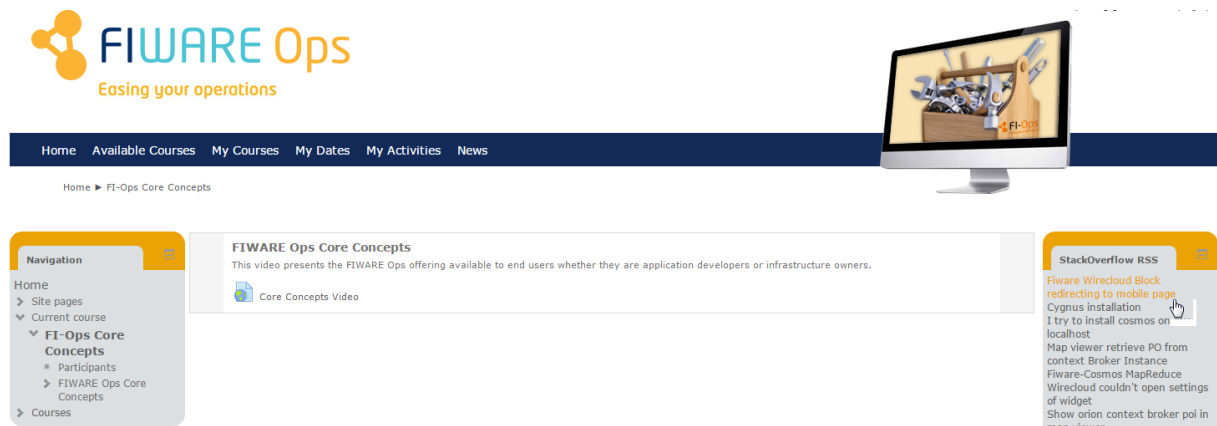 FIWARE Ops
Easing your operations
FI-Ops
Home Available Courses My Courses My Dates My Activities News
Home ► FI-Ops Core Concepts
Navigation
Home
Site pages
Current course
FI-Ops Core
Concepts
Participants
FIWARE Ops Core
Concepts
Courses
FIWARE Ops Core Concepts
This video presents the FIWARE Ops offering available to end users whether they are application developers or infrastructure owners.
Core Concepts Video
StackOverflow RSS
Fiware Wirecloud Block
redirecting to mobile page
Cygnus installation
I try to install cosmos on
localhost
Map viewer retrieve PO from
context Broker Instance
Fiware-Cosmos MapReduce
Wirecloud couldn't open settings
of widget
Show orion context broker poi in